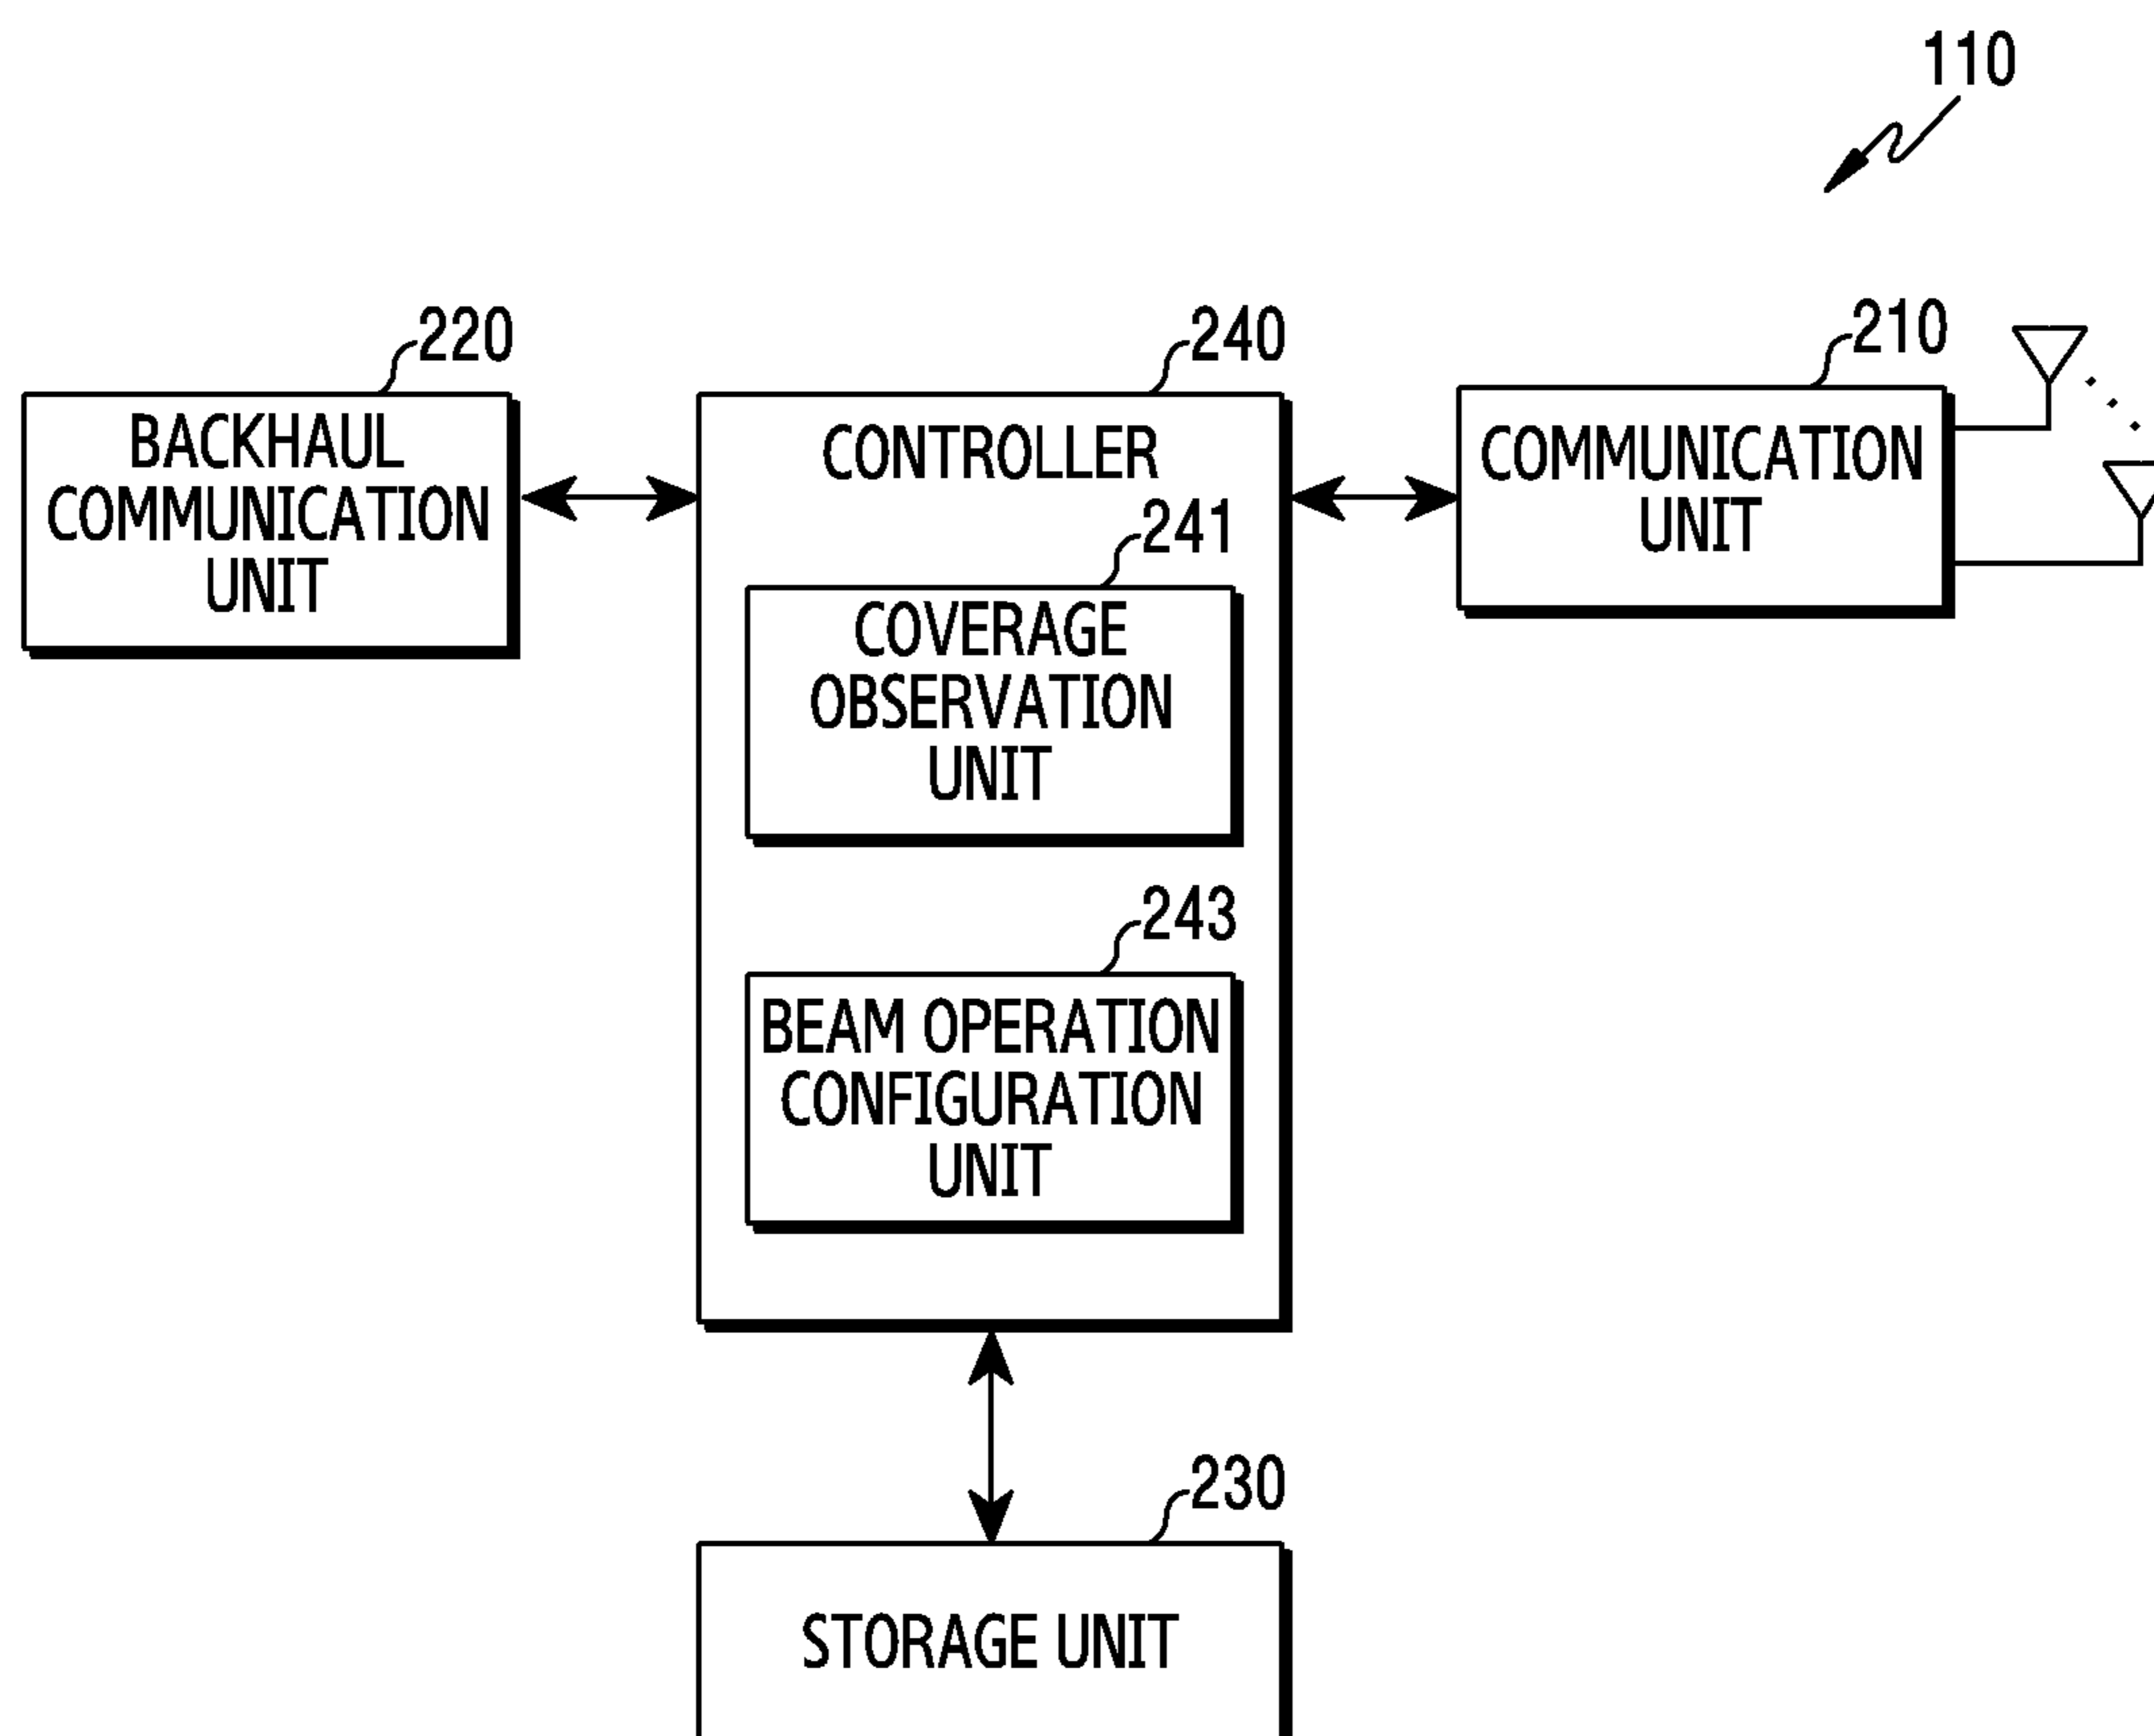 110
220
240
210
BACKHAUL
COMMUNICATION
UNIT
CONTROLLER
COMMUNICATION
UNIT
241
COVERAGE
OBSERVATION
UNIT
243
BEAM OPERATION
CONFIGURATION
UNIT
230
STORAGE UNIT